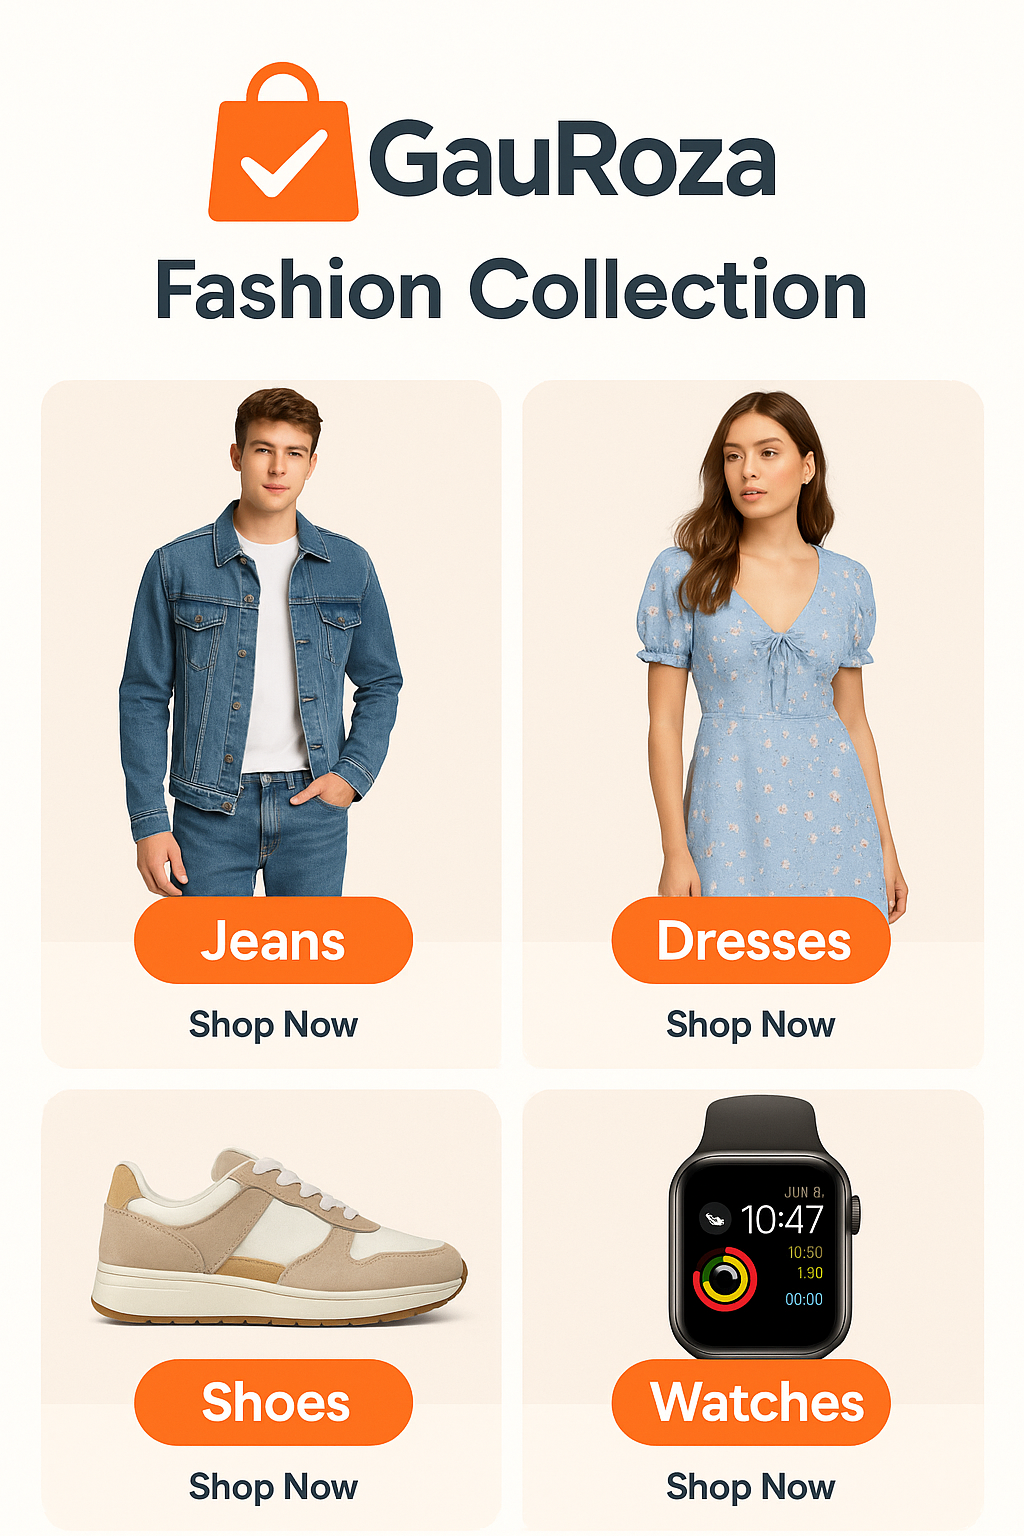 GauRoza
Fashion Collection
Jeans
Shop Now
Dresses
Shop Now
Shoes
Shop Now
JUN 8,
10:47
10:50
1.90
00:00
Watches
Shop Now